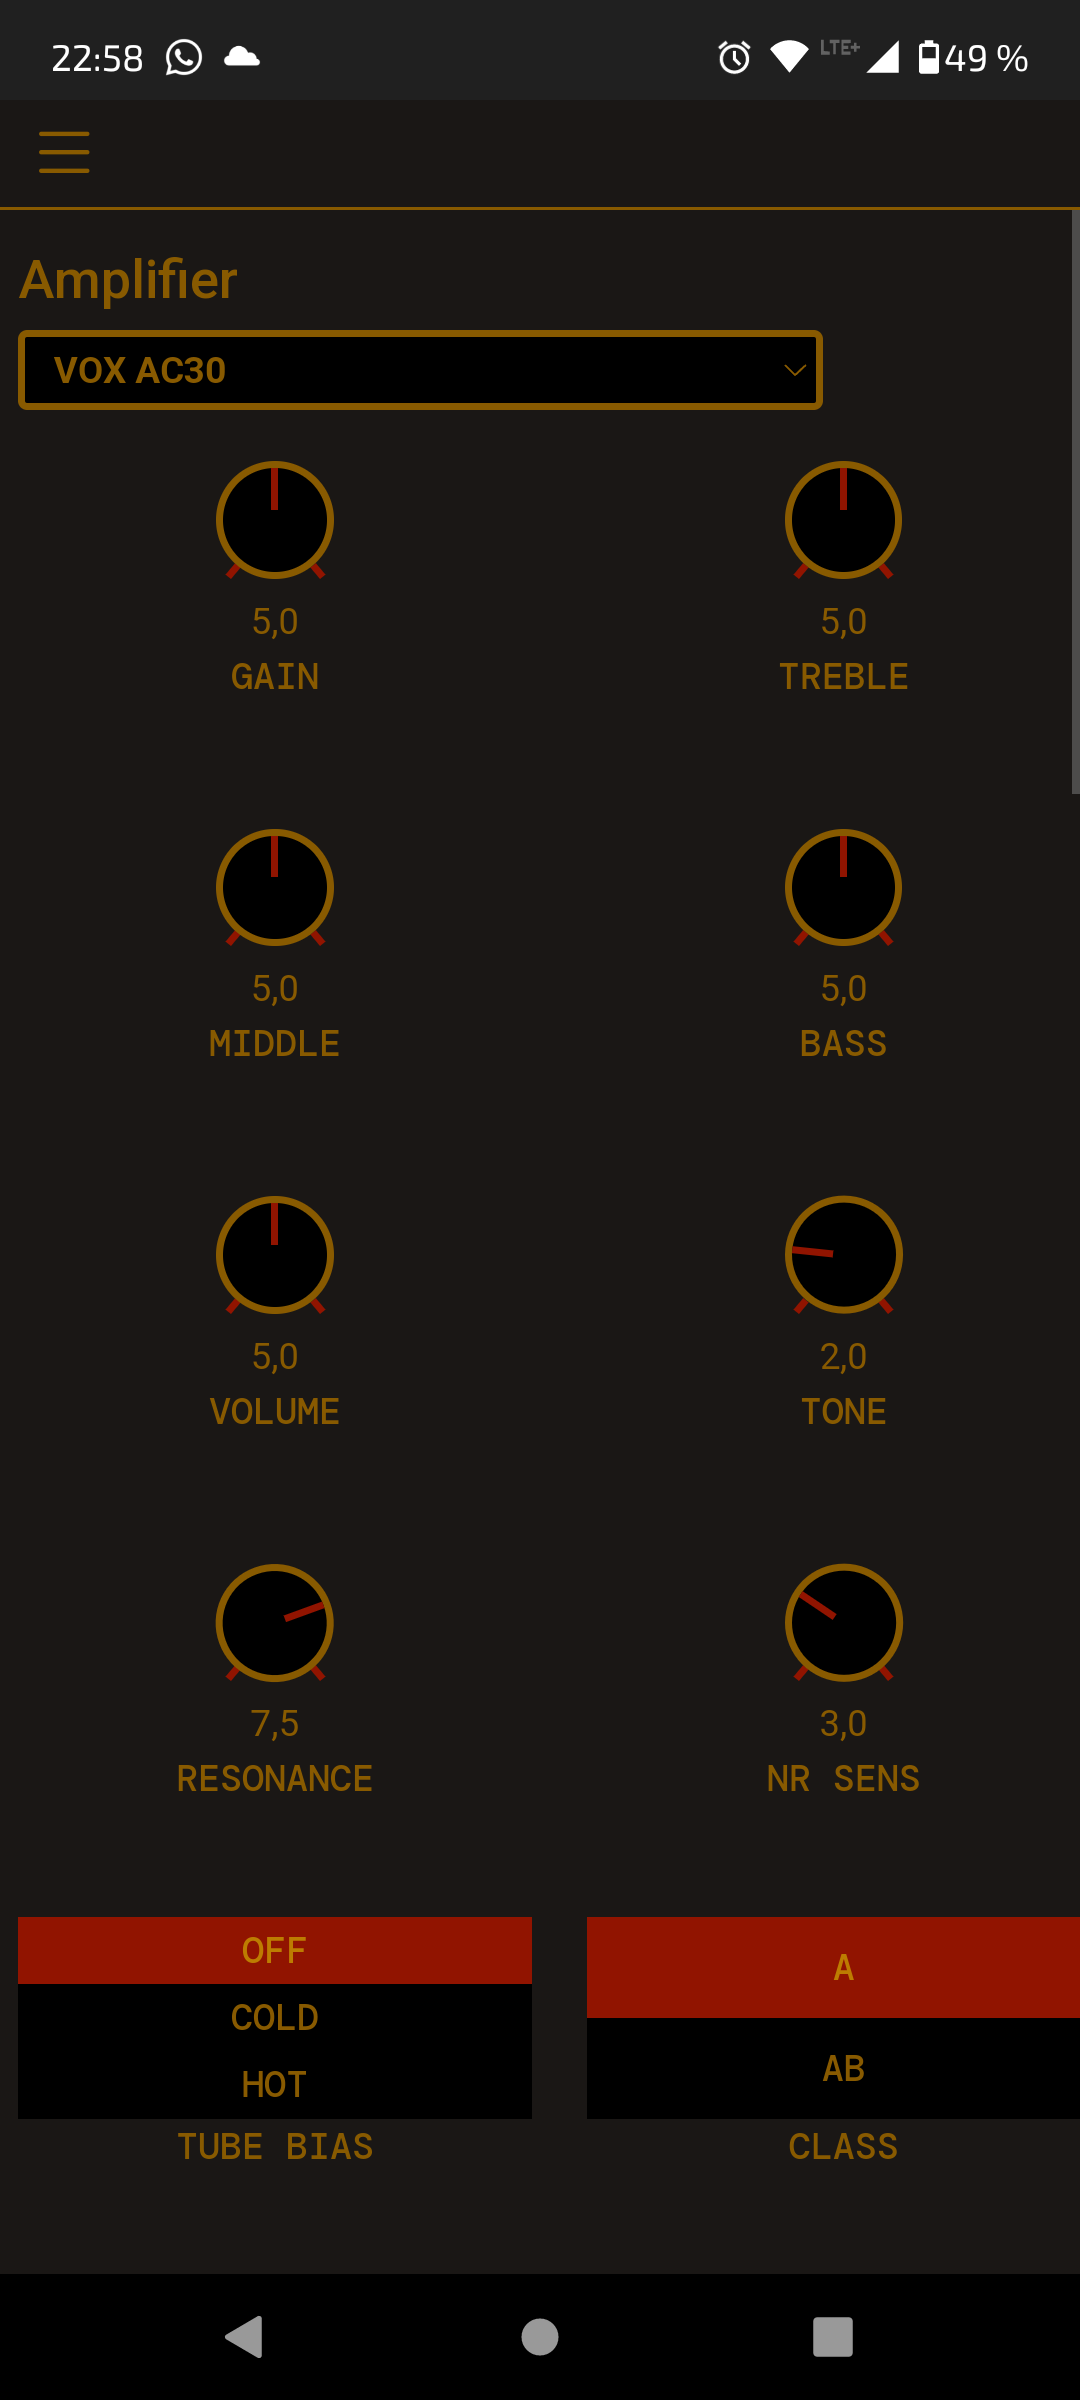 22:58 LTE+ 49 %
Amplifier
VOX AC30
5,0 5,0
GAIN TREBLE
5,0 5,0
MIDDLE BASS
5,0 2,0
VOLUME TONE
7,5 3,0
RESONANCE NR SENS
OFF
COLD
HOT
TUBE BIAS
A
AB
CLASS